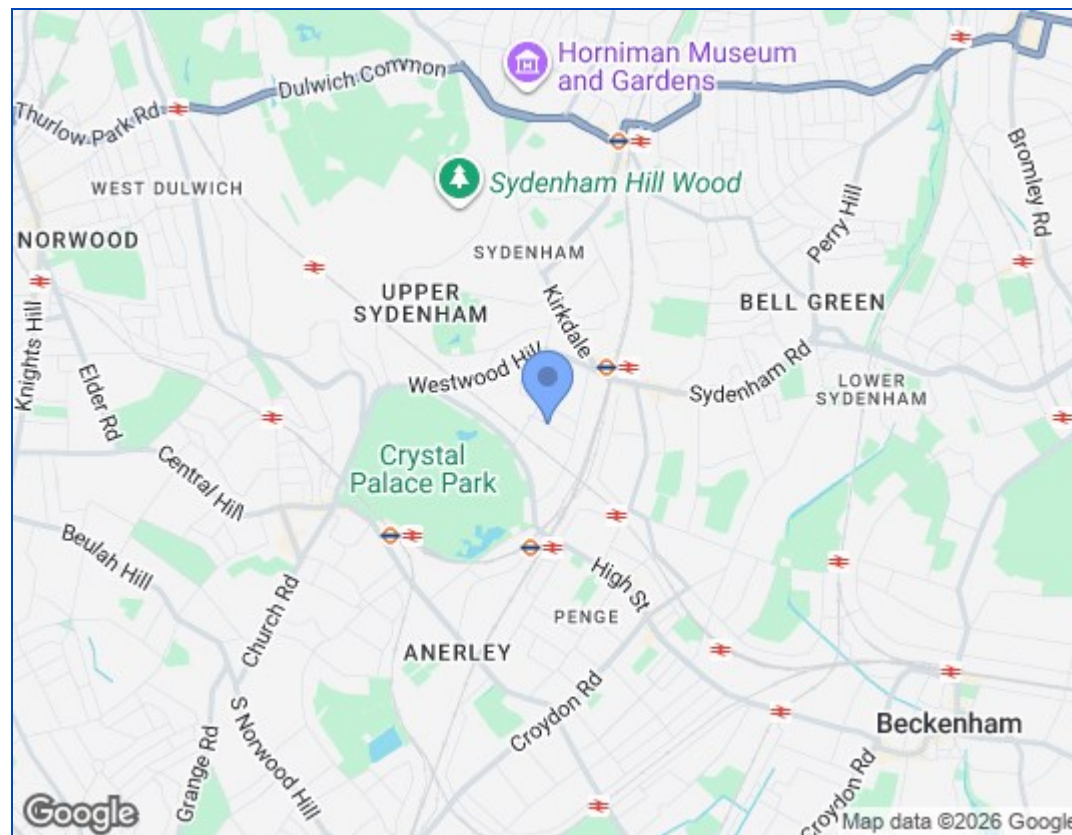 Horniman Museum
and Gardens
Dulwich Common
Thurlow Park Rd
WEST DULWICH
Sydenham Hill Wood
Bromley Rd
NORWOOD
SYDENHAM
Perry Hill
UPPER
SYDENHAM
Kirkdale
BELL GREEN
Knights Hill
Westwood Hill
Sydenham Rd
Elder Rd
LOWER
SYDENHAM
Crystal
Palace Park
Central Hill
Beulah Hill
High St
Church Rd
PENGE
ANERLEY
S Norwood Hill
Croydon Rd
Beckenham
Grange Rd
Croydon Rd
Google
Map data ©2026 Google